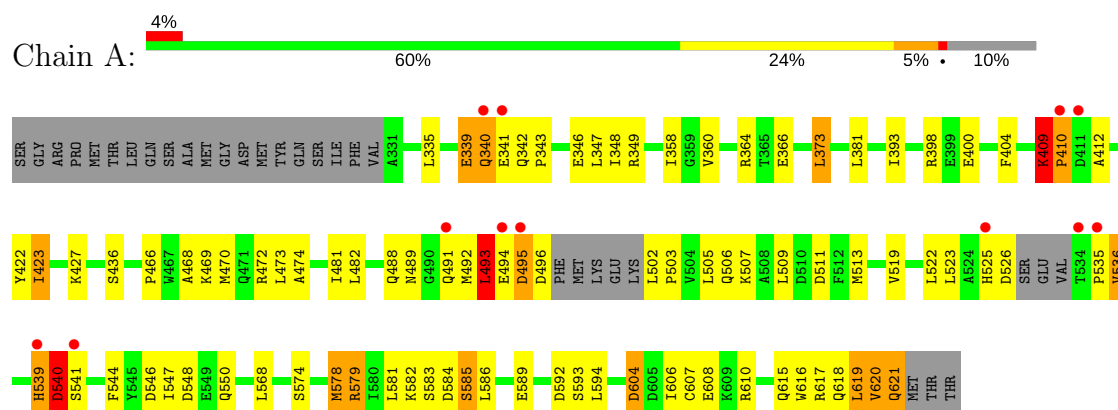 4%
Chain A:
60% 24% 5% • 10%
SER GLY ARG PRO MET THR LEU GLN SER ALA MET GLY ASP MET TYR GLN SER ILE PHE VAL A331 L335 E339 Q340 E341 Q342 P343 E346 L347 I348 R349 I358 G359 V360 R364 T365 E366 L373 L381 I393 R398 E399 E400 F404 K409 P410 D411 A412
Y422 I423 K427 S436 P466 W467 A468 K469 M470 Q471 R472 L473 A474 I481 L482 Q488 N489 G490 Q491 M492 L493 E494 D495 D496 PHE MET LYS GLU LYS L502 P503 V504 L505 Q506 K507 A508 L509 D510 D511 F512 M513 V519 L522 L523 A524 H525 D526 SER GLU VAL T534 P535
H539 D540 S541 F544 Y545 D546 I547 D548 E549 Q550 L568 S574 M578 R579 I580 L581 K582 S583 D584 S585 L586 E589 D592 S593 L594 D604 D605 I606 C607 E608 K609 R610 Q615 W616 R617 Q618 L619 V620 Q621 MET THR THR